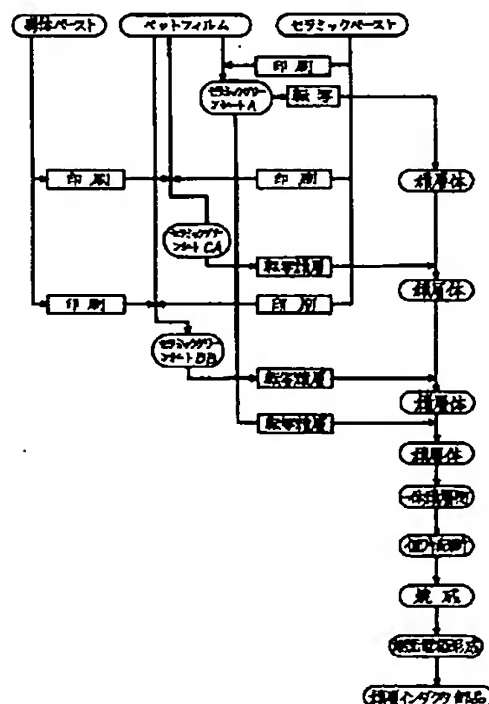 導体ペースト
ペットフィルム
セラミックペースト
印刷
セラミックグリーンシートA
転写
印刷
印刷
積層体
セラミックグリーンシートCA
転写積層
積層体
印刷
印刷
セラミックグリーンシートBB
転写積層
積層体
転写積層
積層体
焼成
積層インダクタ部品